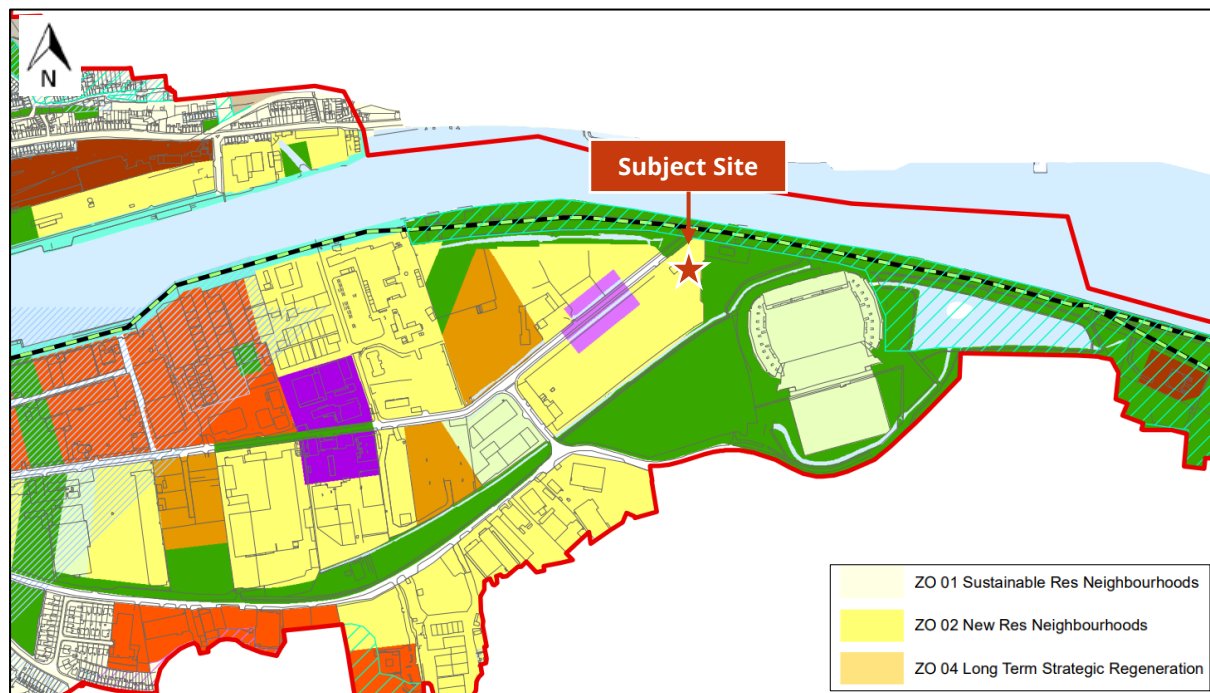 N
Subject Site
ZO 01 Sustainable Res Neighbourhoods
ZO 02 New Res Neighbourhoods
ZO 04 Long Term Strategic Regeneration